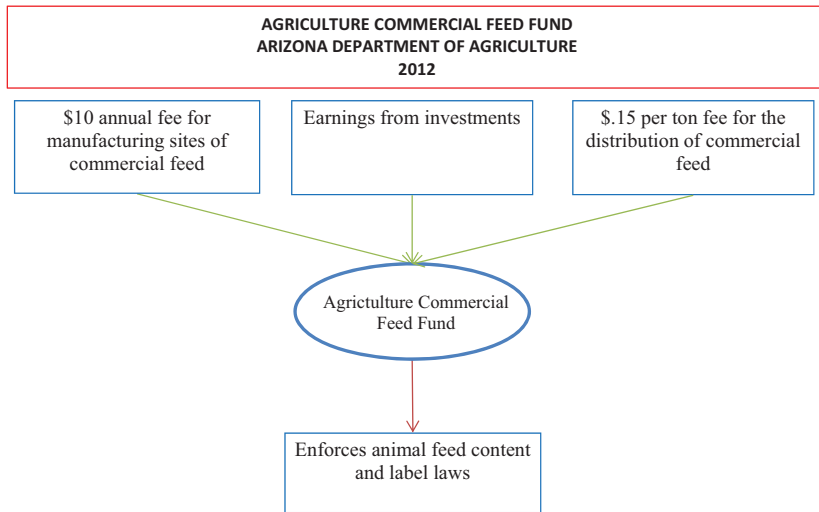 AGRICULTURE COMMERCIAL FEED FUND
ARIZONA DEPARTMENT OF AGRICULTURE
2012
$10 annual fee for
manufacturing sites of
commercial feed
Earnings from investments
$.15 per ton fee for the
distribution of commercial
feed
Agrictulture Commercial
Feed Fund
Enforces animal feed content
and label laws